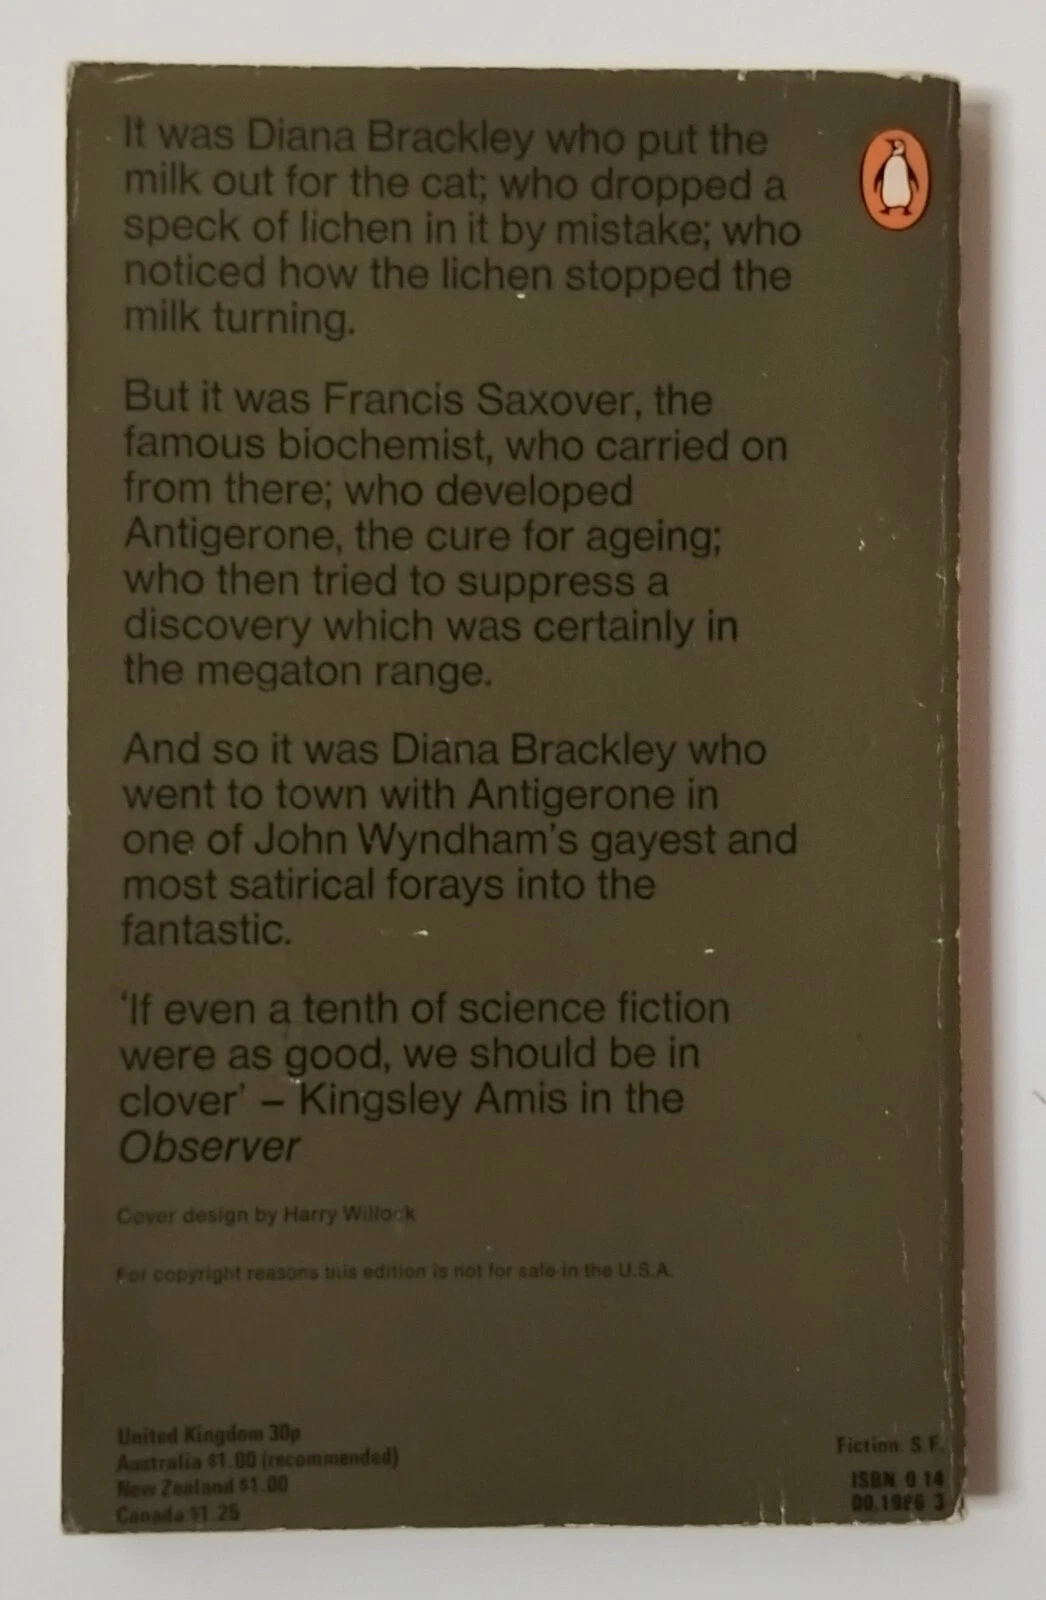 It was Diana Brackley who put the
milk out for the cat; who dropped a
speck of lichen in it by mistake; who
noticed how the lichen stopped the
milk turning.
But it was Francis Saxover, the
famous biochemist, who carried on
from there; who developed
Antigerone, the cure for ageing;
who then tried to suppress a
discovery which was certainly in
the megaton range.
And so it was Diana Brackley who
went to town with Antigerone in
one of John Wyndham's gayest and
most satirical forays into the
fantastic.
‘If even a tenth of science fiction
were as good, we should be in
clover’ – Kingsley Amis in the
Observer
Cover design by Harry Willock
For copyright reasons this edition is not for sale in the U.S.A.
United Kingdom 30p
Australia $1.00 (recommended)
New Zealand $1.00
Canada $1.25
Fiction: S.F.
ISBN 0 14
00.1986 3